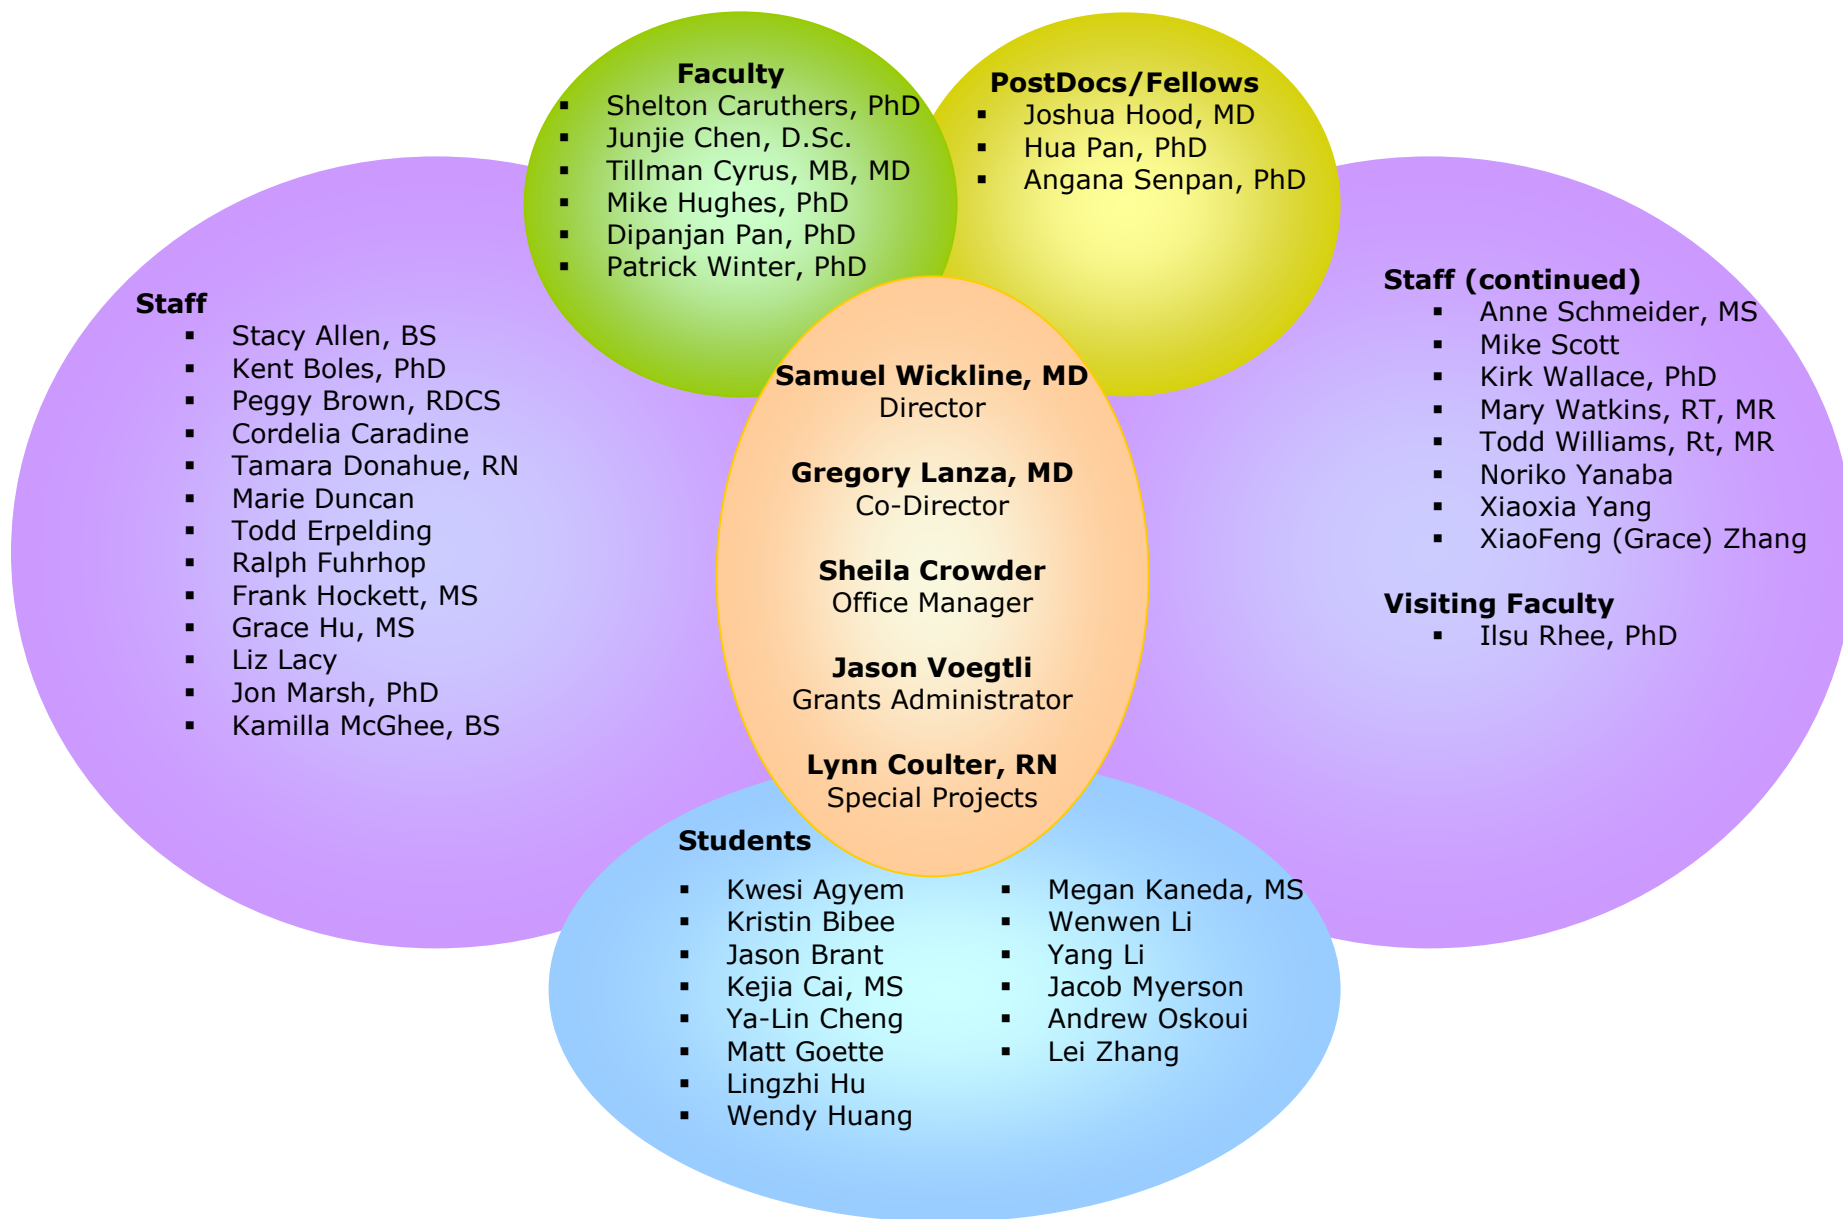 Faculty
▪ Shelton Caruthers, PhD
▪ Junjie Chen, D.Sc.
▪ Tillman Cyrus, MB, MD
▪ Mike Hughes, PhD
▪ Dipanjan Pan, PhD
▪ Patrick Winter, PhD
PostDocs/Fellows
▪ Joshua Hood, MD
▪ Hua Pan, PhD
▪ Angana Senpan, PhD
Staff
▪ Stacy Allen, BS
▪ Kent Boles, PhD
▪ Peggy Brown, RDCS
▪ Cordelia Caradine
▪ Tamara Donahue, RN
▪ Marie Duncan
▪ Todd Erpelding
▪ Ralph Fuhrhop
▪ Frank Hockett, MS
▪ Grace Hu, MS
▪ Liz Lacy
▪ Jon Marsh, PhD
▪ Kamilla McGhee, BS
Samuel Wickline, MD
Director
Gregory Lanza, MD
Co-Director
Sheila Crowder
Office Manager
Jason Voegtli
Grants Administrator
Lynn Coulter, RN
Special Projects
Staff (continued)
▪ Anne Schmeider, MS
▪ Mike Scott
▪ Kirk Wallace, PhD
▪ Mary Watkins, RT, MR
▪ Todd Williams, Rt, MR
▪ Noriko Yanaba
▪ Xiaoxia Yang
▪ XiaoFeng (Grace) Zhang
Visiting Faculty
▪ Ilsu Rhee, PhD
Students
▪ Kwesi Agyem
▪ Kristin Bibee
▪ Jason Brant
▪ Kejia Cai, MS
▪ Ya-Lin Cheng
▪ Matt Goette
▪ Lingzhi Hu
▪ Wendy Huang
▪ Megan Kaneda, MS
▪ Wenwen Li
▪ Yang Li
▪ Jacob Myerson
▪ Andrew Oskoui
▪ Lei Zhang